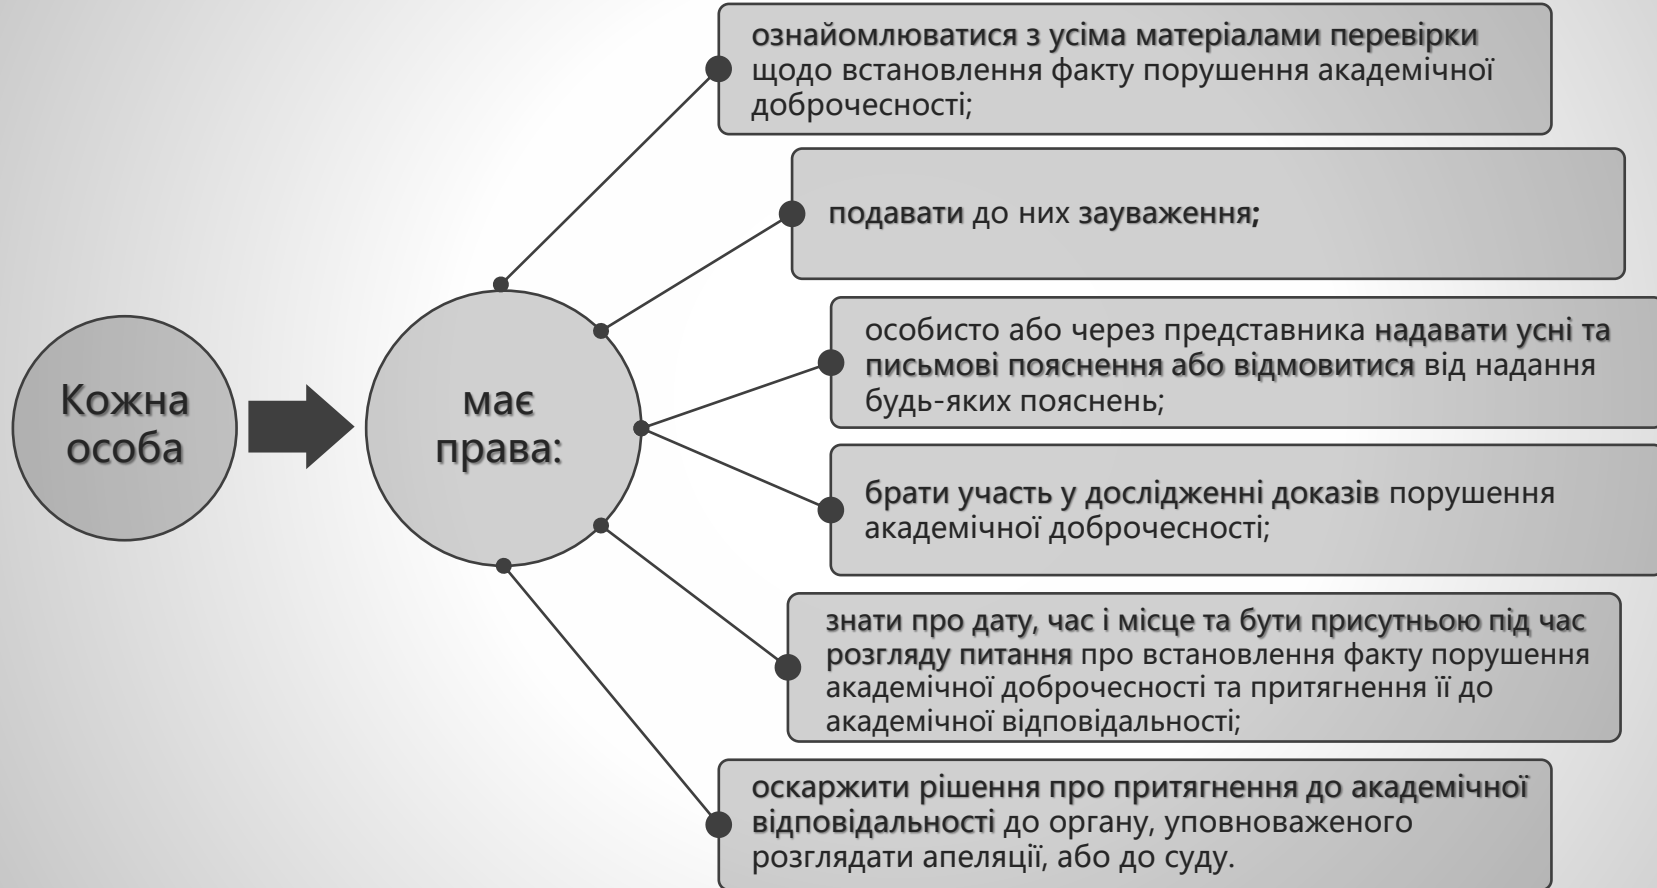 Кожна
особа
має
права:
ознайомлюватися з усіма матеріалами перевірки
щодо встановлення факту порушення академічної
доброчесності;
подавати до них зауваження;
особисто або через представника надавати усні та
письмові пояснення або відмовитися від надання
будь-яких пояснень;
брати участь у дослідженні доказів порушення
академічної доброчесності;
знати про дату, час і місце та бути присутньою під час
розгляду питання про встановлення факту порушення
академічної доброчесності та притягнення її до
академічної відповідальності;
оскаржити рішення про притягнення до академічної
відповідальності до органу, уповноваженого
розглядати апеляції, або до суду.